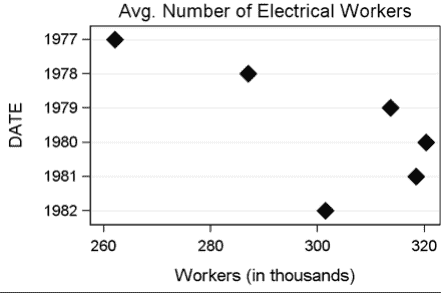 Avg. Number of Electrical Workers
DATE
1977
1978
1979
1980
1981
1982
260 280 300 320
Workers (in thousands)